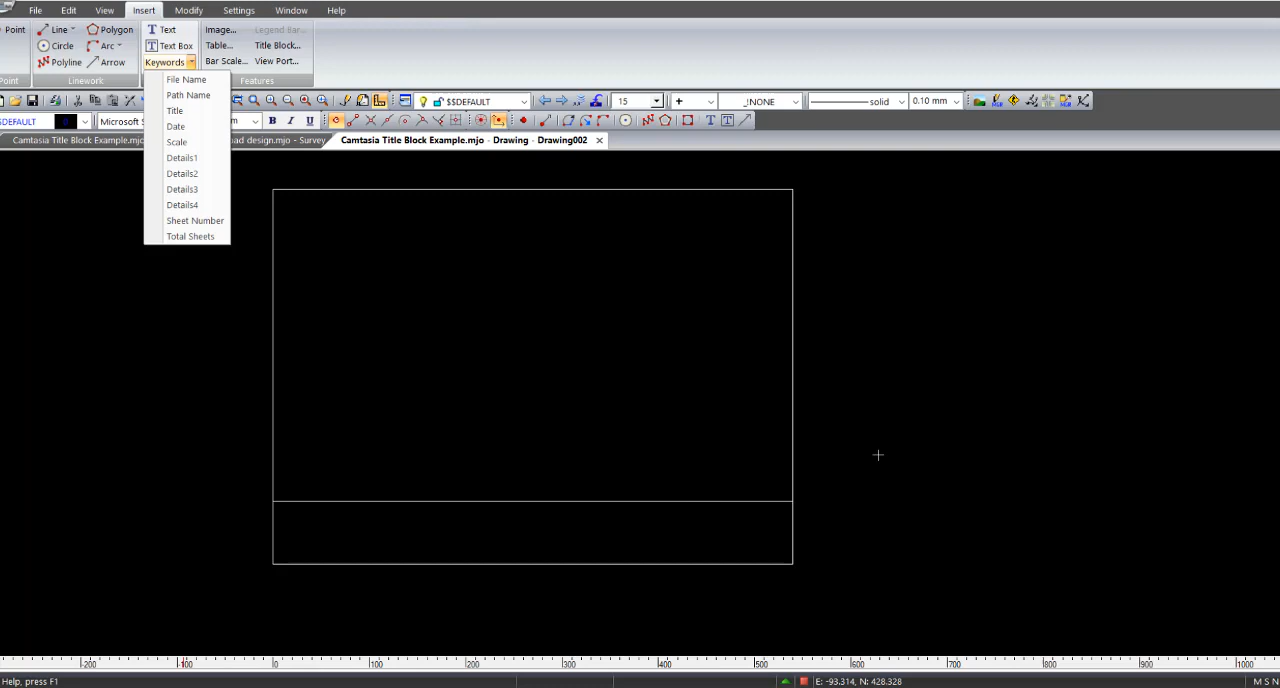 File Edit View Insert Modify Settings Window Help
Point Line Polygon Text Image... Legend Bar...
Circle Arc Text Box Table... Title Block...
Polyline Arrow Keywords Bar Scale... View Port...
Point Linework Features
File Name
Path Name
Title
Date
Scale
Details1
Details2
Details3
Details4
Sheet Number
Total Sheets
$$DEFAULT 15 + _!NONE solid 0.10 mm
$DEFAULT 0 Microsoft S m B I U T T
Camtasia Title Block Example.mjo ad design.mjo - Survey Camtasia Title Block Example.mjo - Drawing - Drawing002
-200 -100 0 100 200 300 400 500 600 700 800 900 1000
Help, press F1 E: -93.314, N: 428.328 M S N